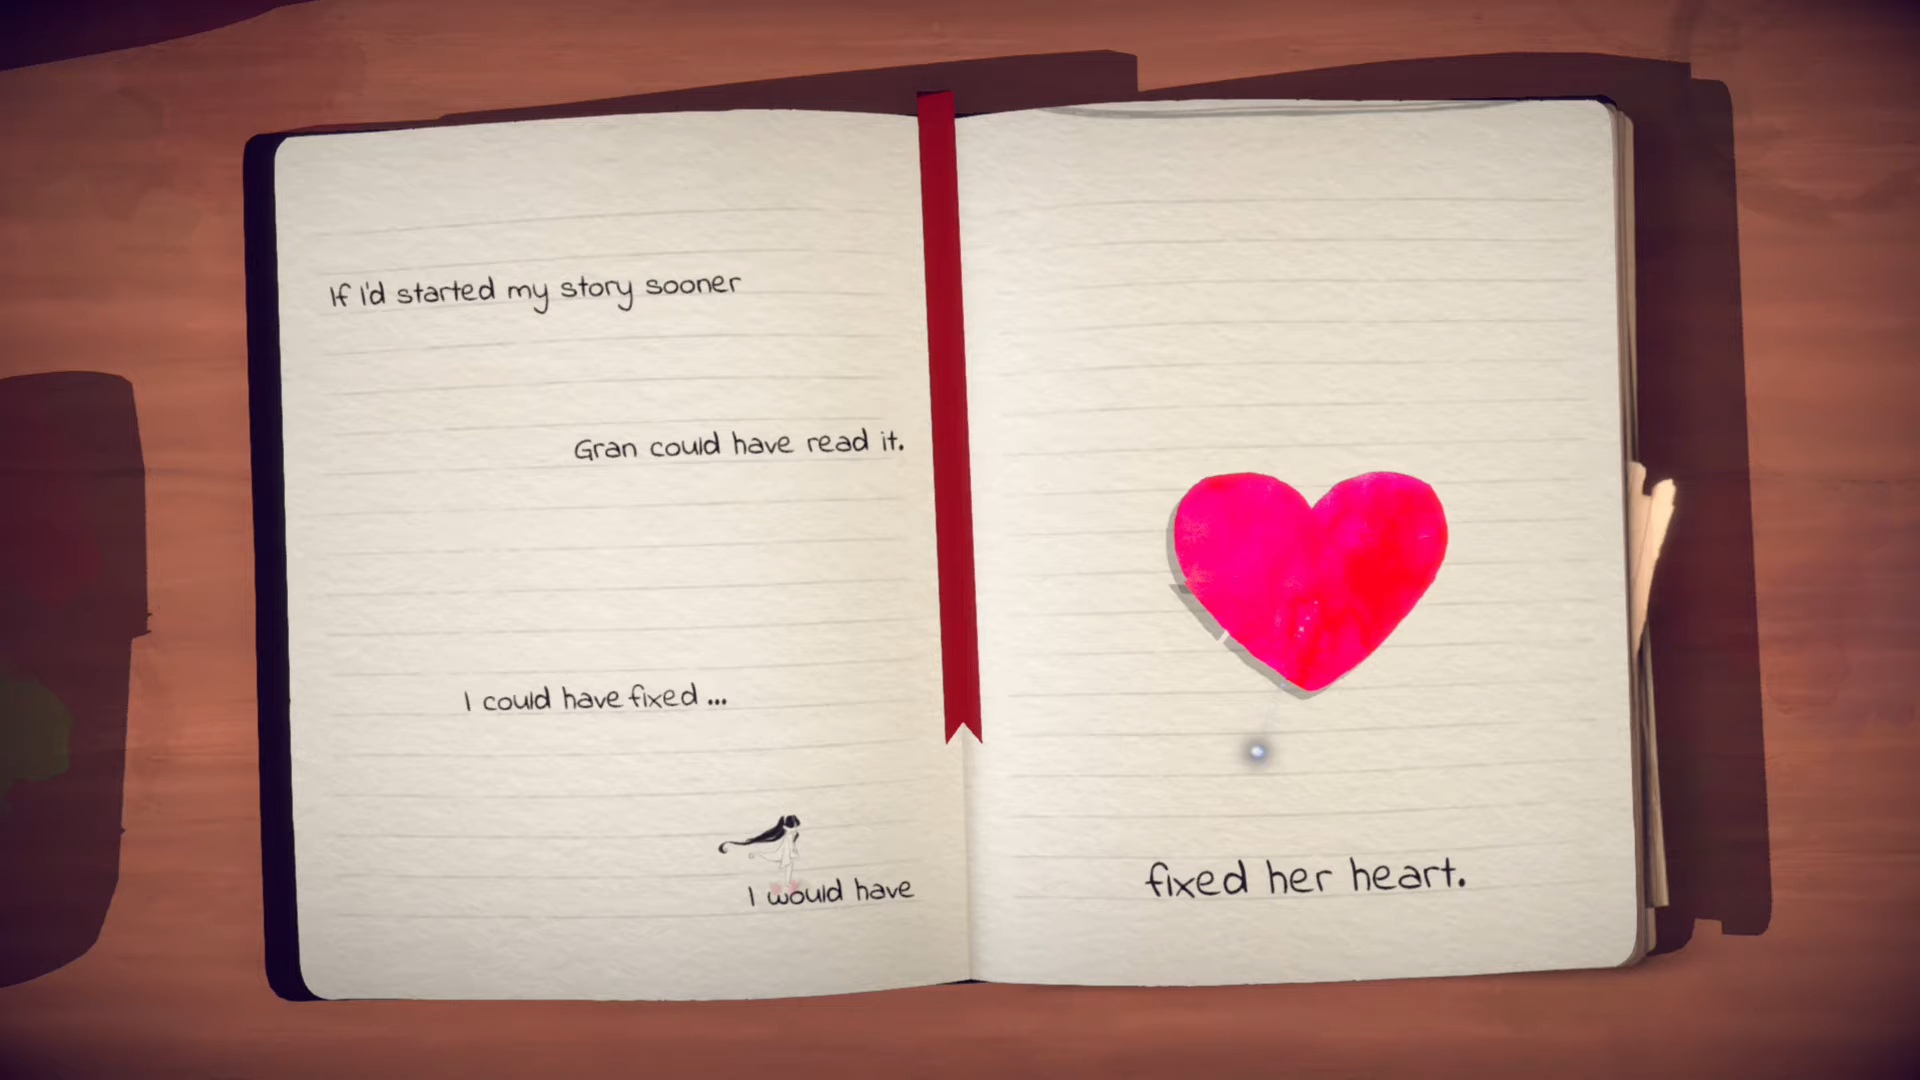 If I'd started my story sooner
Gran could have read it.
I could have fixed ...
I would have
fixed her heart.